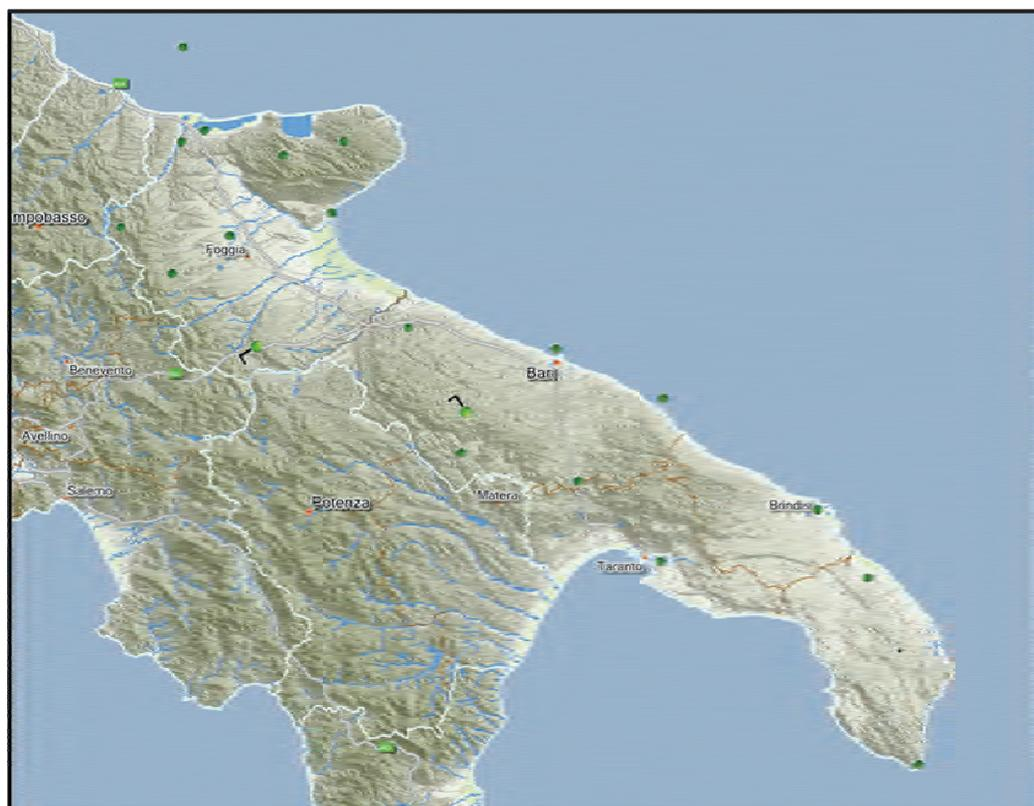 mpobasso
Foggia
Benevento
Bari
Avellino
Salerno
Potenza
Matera
Brindisi
Taranto